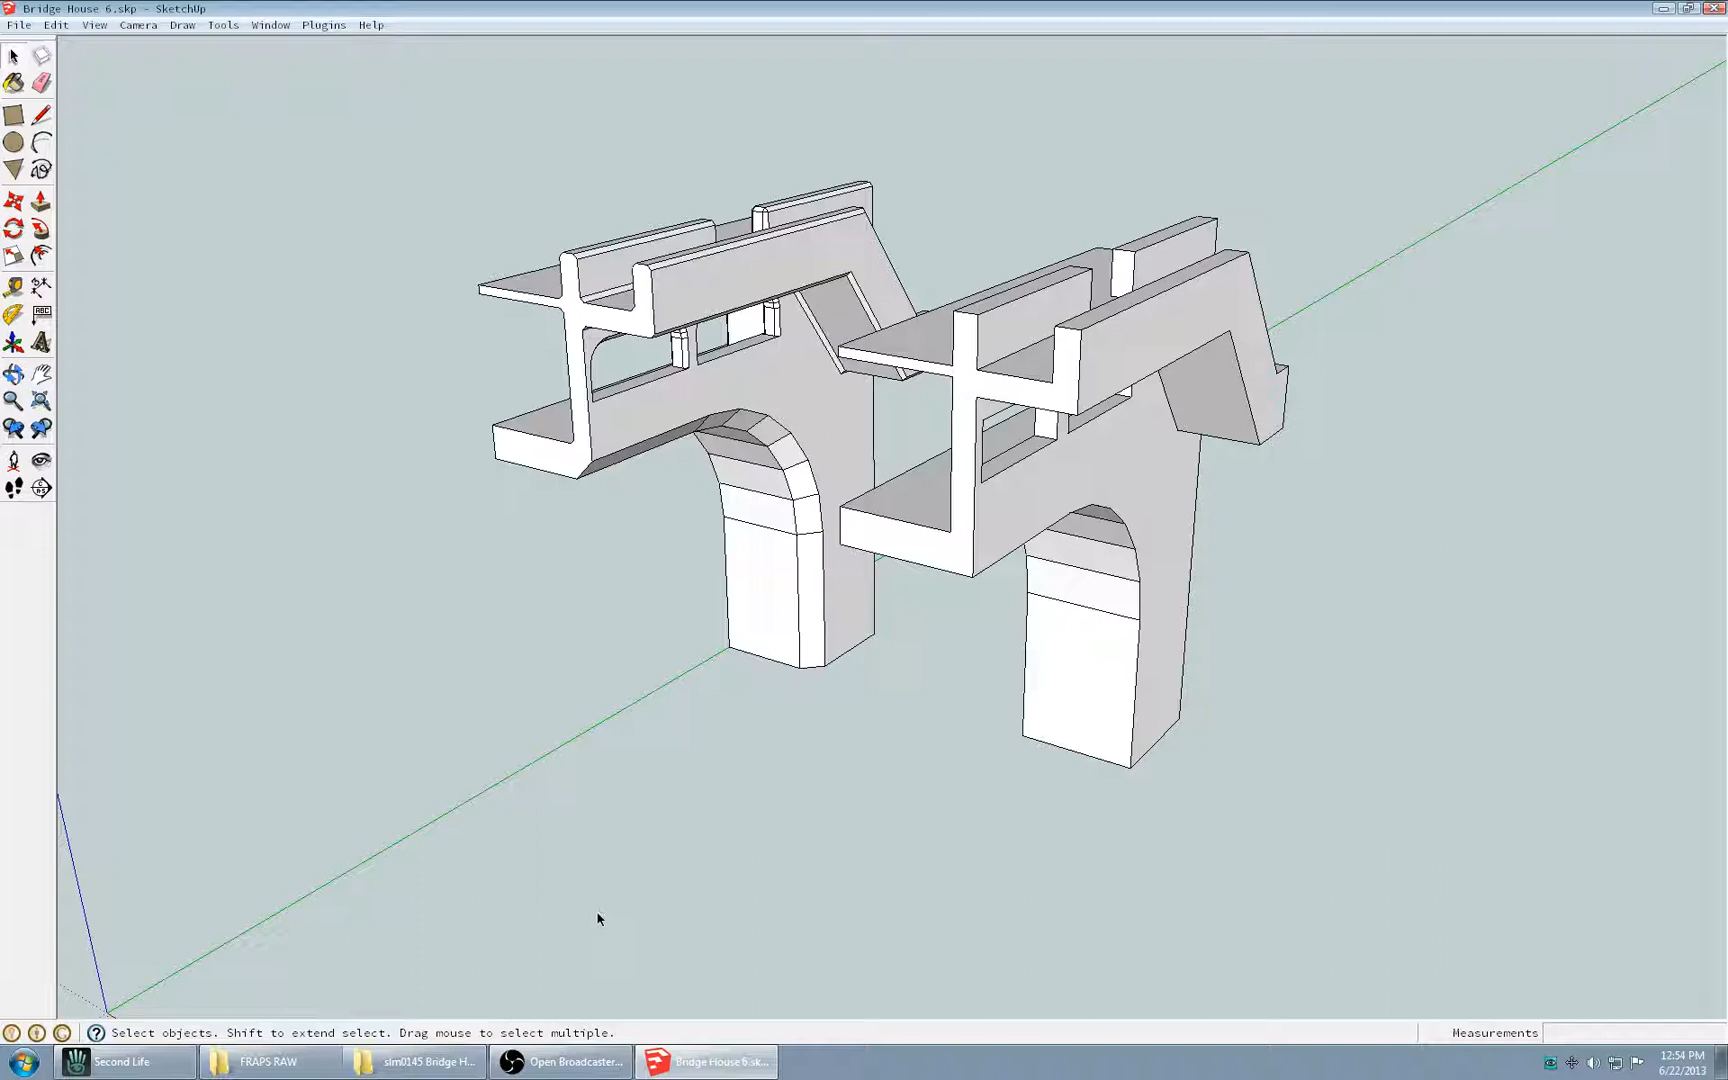 Bridge House 6.skp - SketchUp
File Edit View Camera Draw Tools Window Plugins Help
ABC
Select objects. Shift to extend select. Drag mouse to select multiple.
Measurements
Second Life
FRAPS RAW
sim0145 Bridge H...
Open Broadcaster...
Bridge House 6.sk...
12:54 PM
6/22/2013